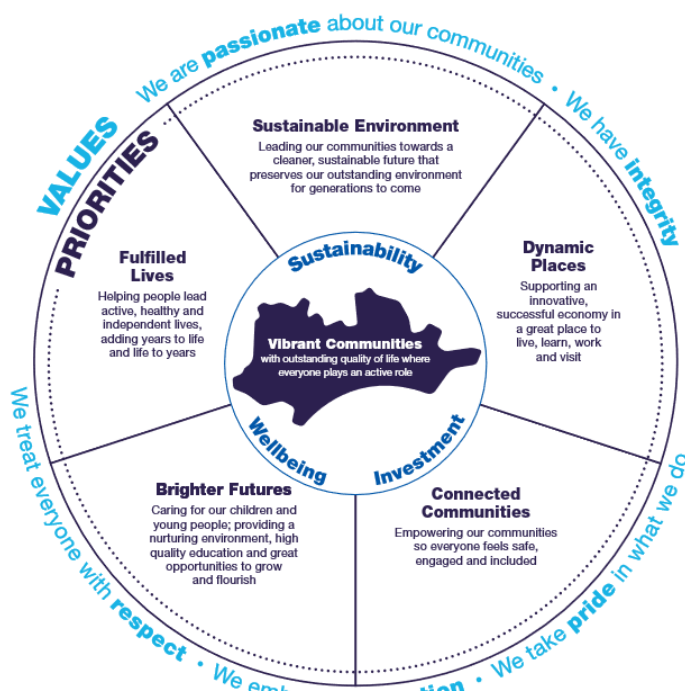 VALUES
We are passionate about our communities • We have integrity
We take pride in what we do
We treat everyone with respect • We
PRIORITIES
Sustainable Environment
Leading our communities towards a
cleaner, sustainable future that
preserves our outstanding environment
for generations to come
Dynamic
Places
Supporting an
innovative,
successful economy in
a great place to
live, learn, work
and visit
Connected
Communities
Empowering our communities
so everyone feels safe,
engaged and included
Brighter Futures
Caring for our children and
young people; providing a
nurturing environment, high
quality education and great
opportunities to grow
and flourish
Fulfilled
Lives
Helping people lead
active, healthy and
independent lives,
adding years to life
and life to years
Sustainability
Vibrant Communities
with outstanding quality of life where
everyone plays an active role
Wellbeing
Investment